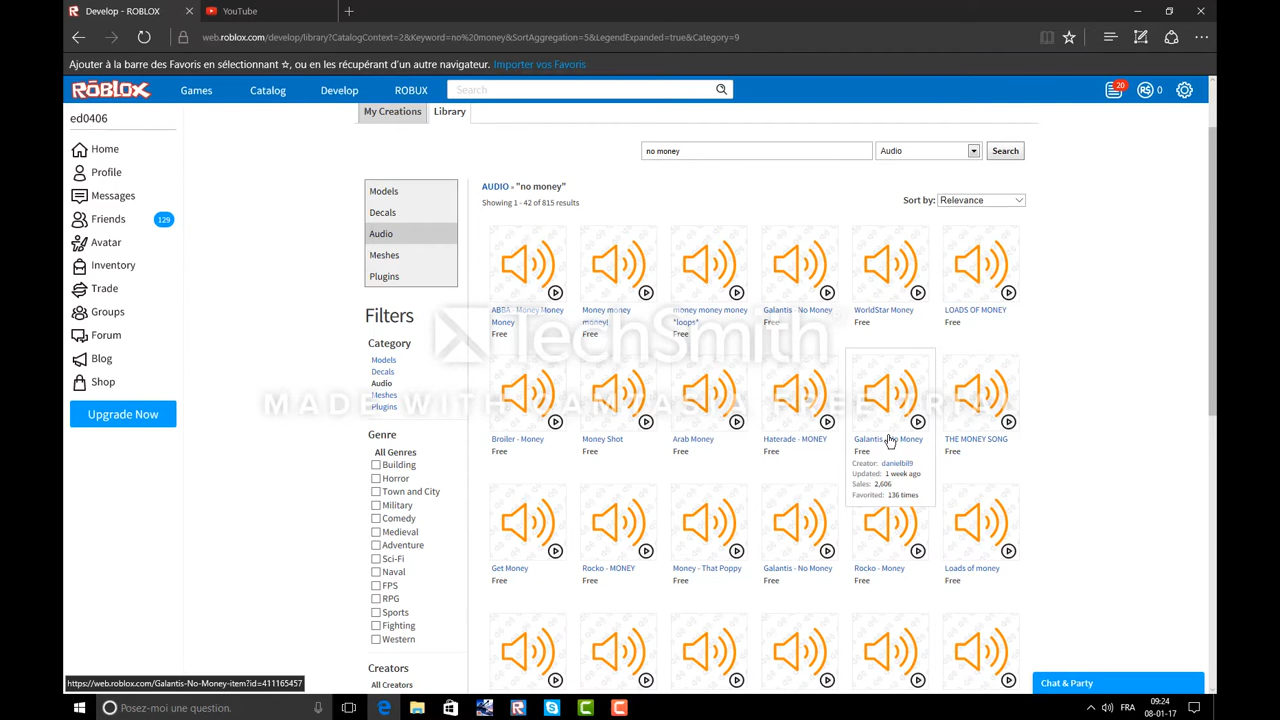 Develop - ROBLOX
YouTube
web.roblox.com/develop/library?CatalogContext=2&Keyword=no%20money&SortAggregation=5&LegendExpanded=true&Category=9
Ajouter à la barre des Favoris en sélectionnant ☆, ou en les récupérant d'un autre navigateur. Importer vos Favoris
ROBLOX Games Catalog Develop ROBUX Search 20 R$ 0
ed0406
My Creations Library
Home
Profile
Messages
Friends 129
Avatar
Inventory
Trade
Groups
Forum
Blog
Shop
Upgrade Now
no money Audio Search
Models
Decals
Audio
Meshes
Plugins
AUDIO » "no money"
Showing 1 - 42 of 815 results
Sort by: Relevance
Filters
Category
Models
Decals
Audio
Meshes
Plugins
Genre
All Genres
Building
Horror
Town and City
Military
Comedy
Medieval
Adventure
Sci-Fi
Naval
FPS
RPG
Sports
Fighting
Western
Creators
All Creators
ABBA - Money Money Money
Free
Money money money!
Free
money money money *loops*
Free
Galantis - No Money
Free
WorldStar Money
Free
LOADS OF MONEY
Free
TechSmith
MADE WITH CAMTASIA FREE TRIAL
Broiler - Money
Free
Money Shot
Free
Arab Money
Free
Haterade - MONEY
Free
Galantis - No Money
Free
Creator: danielbil9
Updated: 1 week ago
Sales: 2,606
Favorited: 136 times
THE MONEY SONG
Free
Get Money
Free
Rocko - MONEY
Free
Money - That Poppy
Free
Galantis - No Money
Free
Rocko - Money
Free
Loads of money
Free
https://web.roblox.com/Galantis-No-Money-item?id=411165457
Chat & Party
Posez-moi une question.
FRA
09:24
08-01-17